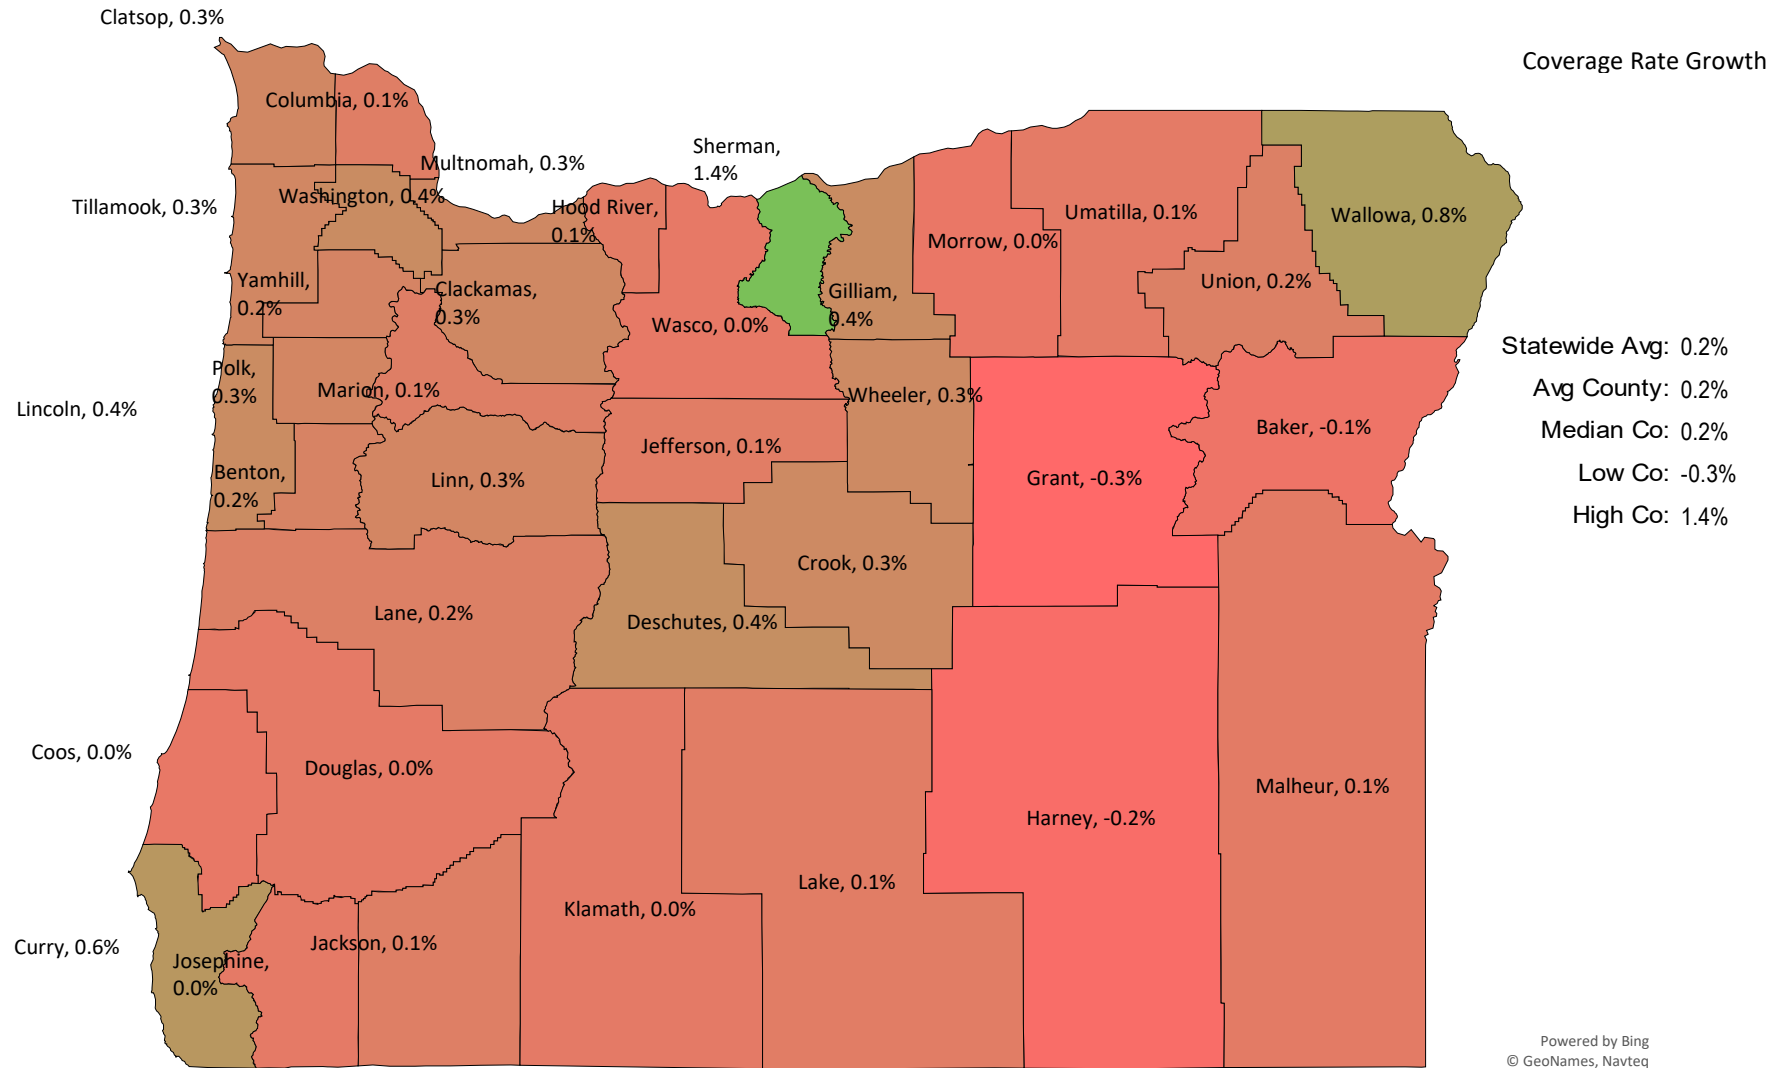 Clatsop, 0.3%
Coverage Rate Growth
Columbia, 0.1%
Multnomah, 0.3%
Sherman,
1.4%
Tillamook, 0.3%
Washington, 0.4%
Hood River,
0.1%
Umatilla, 0.1%
Wallowa, 0.8%
Morrow, 0.0%
Yamhill,
0.2%
Clackamas,
0.3%
Gilliam,
0.4%
Union, 0.2%
Wasco, 0.0%
Statewide Avg: 0.2%
Avg County: 0.2%
Median Co: 0.2%
Low Co: -0.3%
High Co: 1.4%
Polk,
0.3%
Marion, 0.1%
Wheeler, 0.3%
Lincoln, 0.4%
Baker, -0.1%
Jefferson, 0.1%
Benton,
0.2%
Linn, 0.3%
Grant, -0.3%
Crook, 0.3%
Lane, 0.2%
Deschutes, 0.4%
Coos, 0.0%
Douglas, 0.0%
Malheur, 0.1%
Harney, -0.2%
Lake, 0.1%
Klamath, 0.0%
Curry, 0.6%
Jackson, 0.1%
Josephine,
0.0%
Powered by Bing
© GeoNames, Navteq